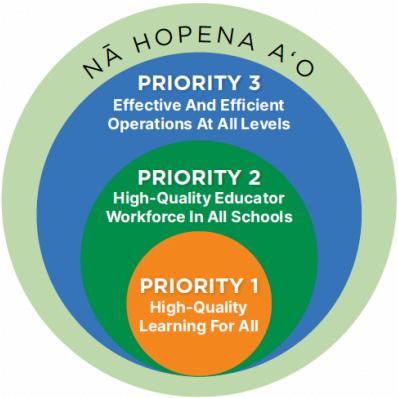 NĀ HOPENA AʻO
PRIORITY 3
Effective And Efficient
Operations At All Levels
PRIORITY 2
High-Quality Educator
Workforce In All Schools
PRIORITY 1
High-Quality
Learning For All